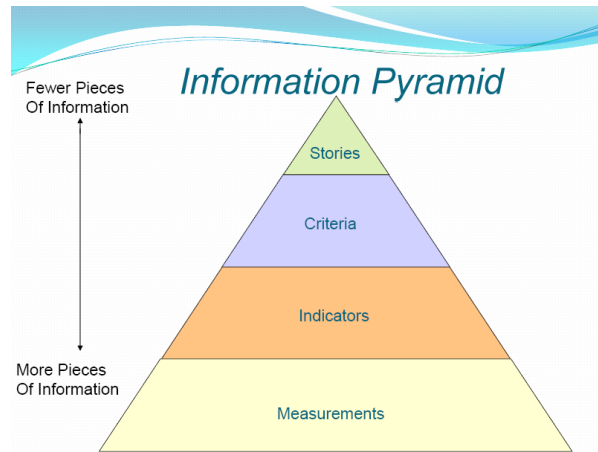 Information Pyramid
Fewer Pieces
Of Information
Stories
Criteria
Indicators
More Pieces
Of Information
Measurements